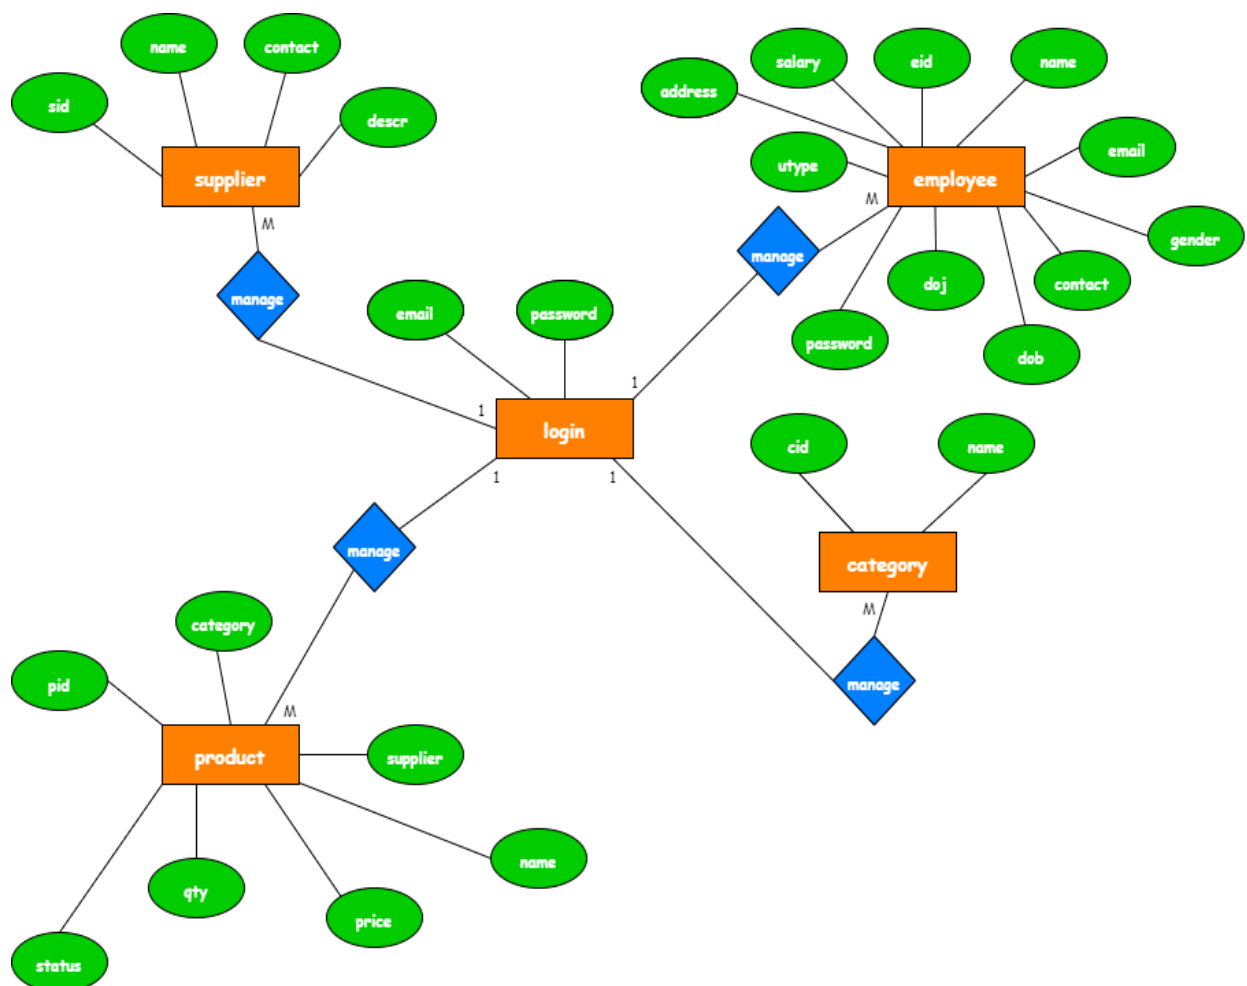 name
contact
sid
descr
supplier
M
manage
salary
eid
name
address
email
utype
employee
M
gender
manage
doj
contact
password
dob
email
password
1
1
login
1
1
cid
name
category
M
manage
manage
category
pid
M
product
supplier
name
qty
price
status